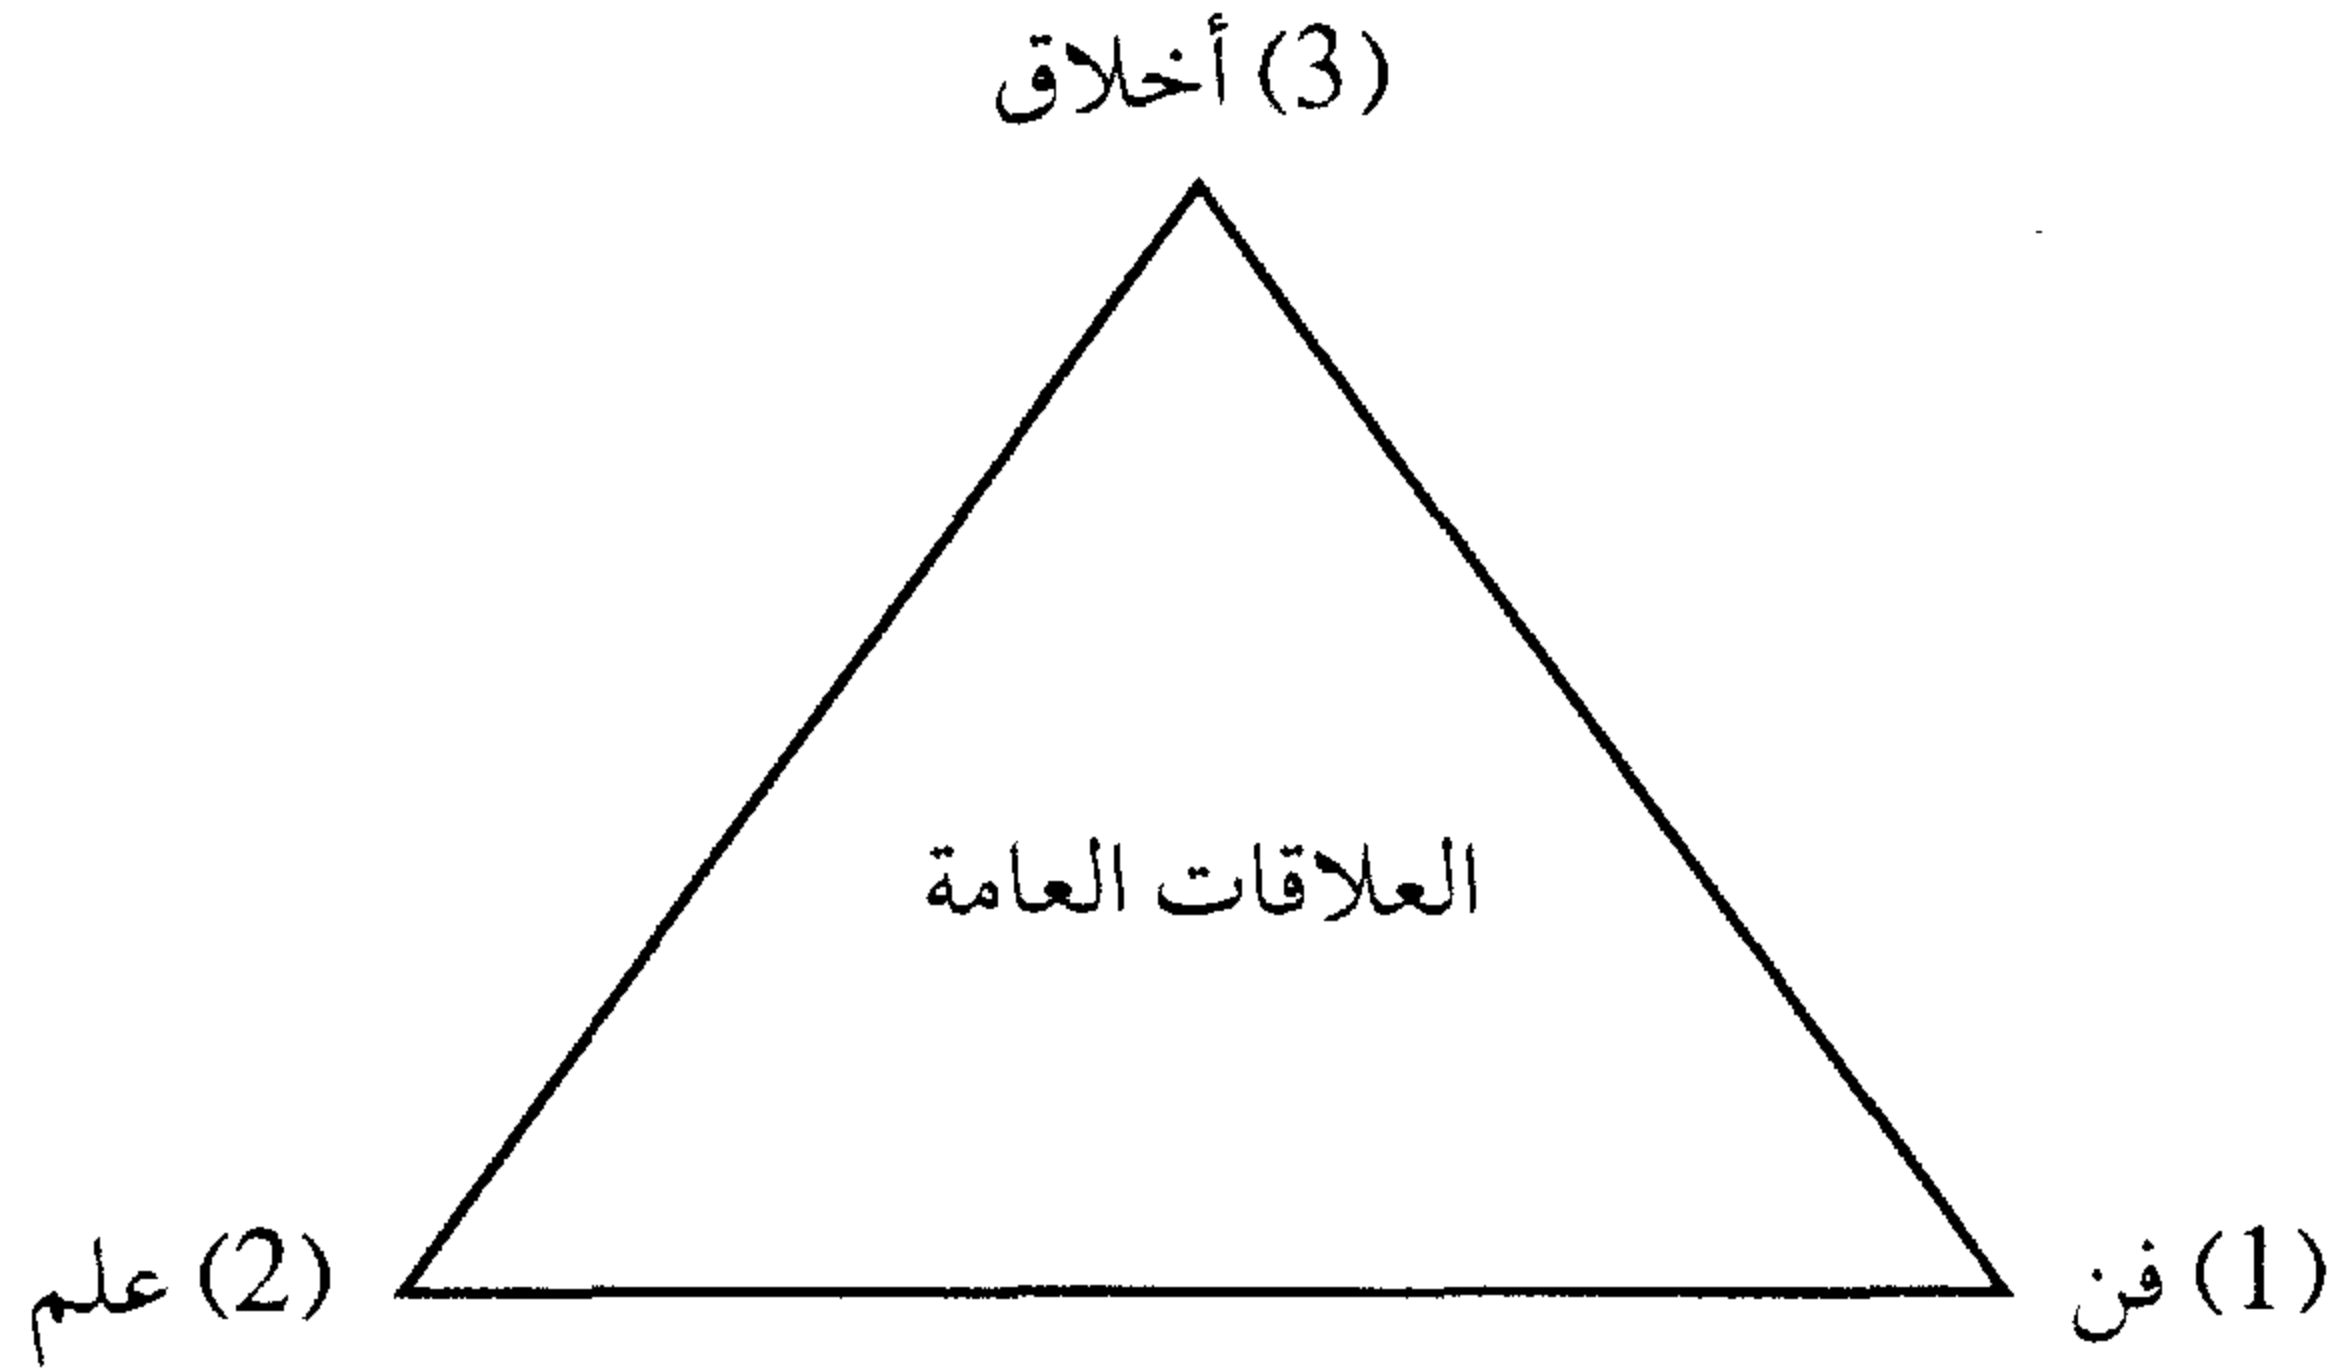 (3) أخلاق
العلاقات العامة
(1) فن
(2) علم